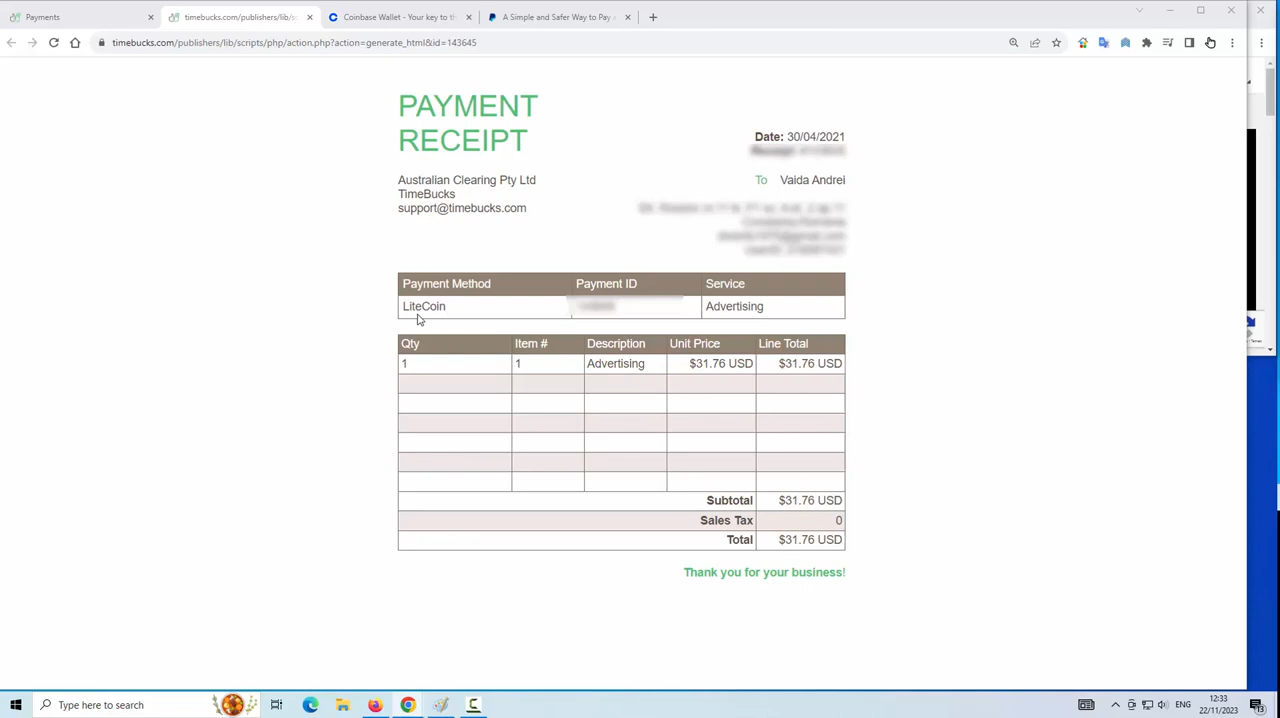 Payments
timebucks.com/publishers/lib/s
Coinbase Wallet - Your key to th
A Simple and Safer Way to Pay
timebucks.com/publishers/lib/scripts/php/action.php?action=generate_html&id=143645
PAYMENT
RECEIPT
Date: 30/04/2021
Australian Clearing Pty Ltd
TimeBucks
support@timebucks.com
To Vaida Andrei
Payment Method Payment ID Service
LiteCoin Advertising
Qty Item # Description Unit Price Line Total
1 1 Advertising $31.76 USD $31.76 USD
Subtotal $31.76 USD
Sales Tax 0
Total $31.76 USD
Thank you for your business!
Type here to search
ENG
12:33
22/11/2023